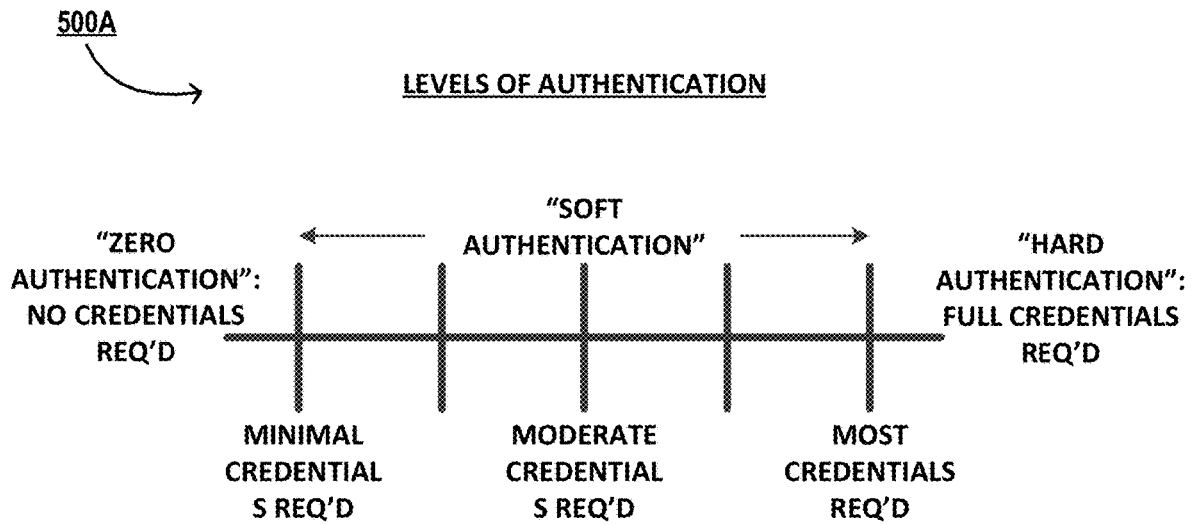 500A
LEVELS OF AUTHENTICATION
“ZERO
AUTHENTICATION”:
NO CREDENTIALS
REQ’D
“SOFT
AUTHENTICATION”
“HARD
AUTHENTICATION”:
FULL CREDENTIALS
REQ’D
MINIMAL
CREDENTIAL
S REQ’D
MODERATE
CREDENTIAL
S REQ’D
MOST
CREDENTIALS
REQ’D